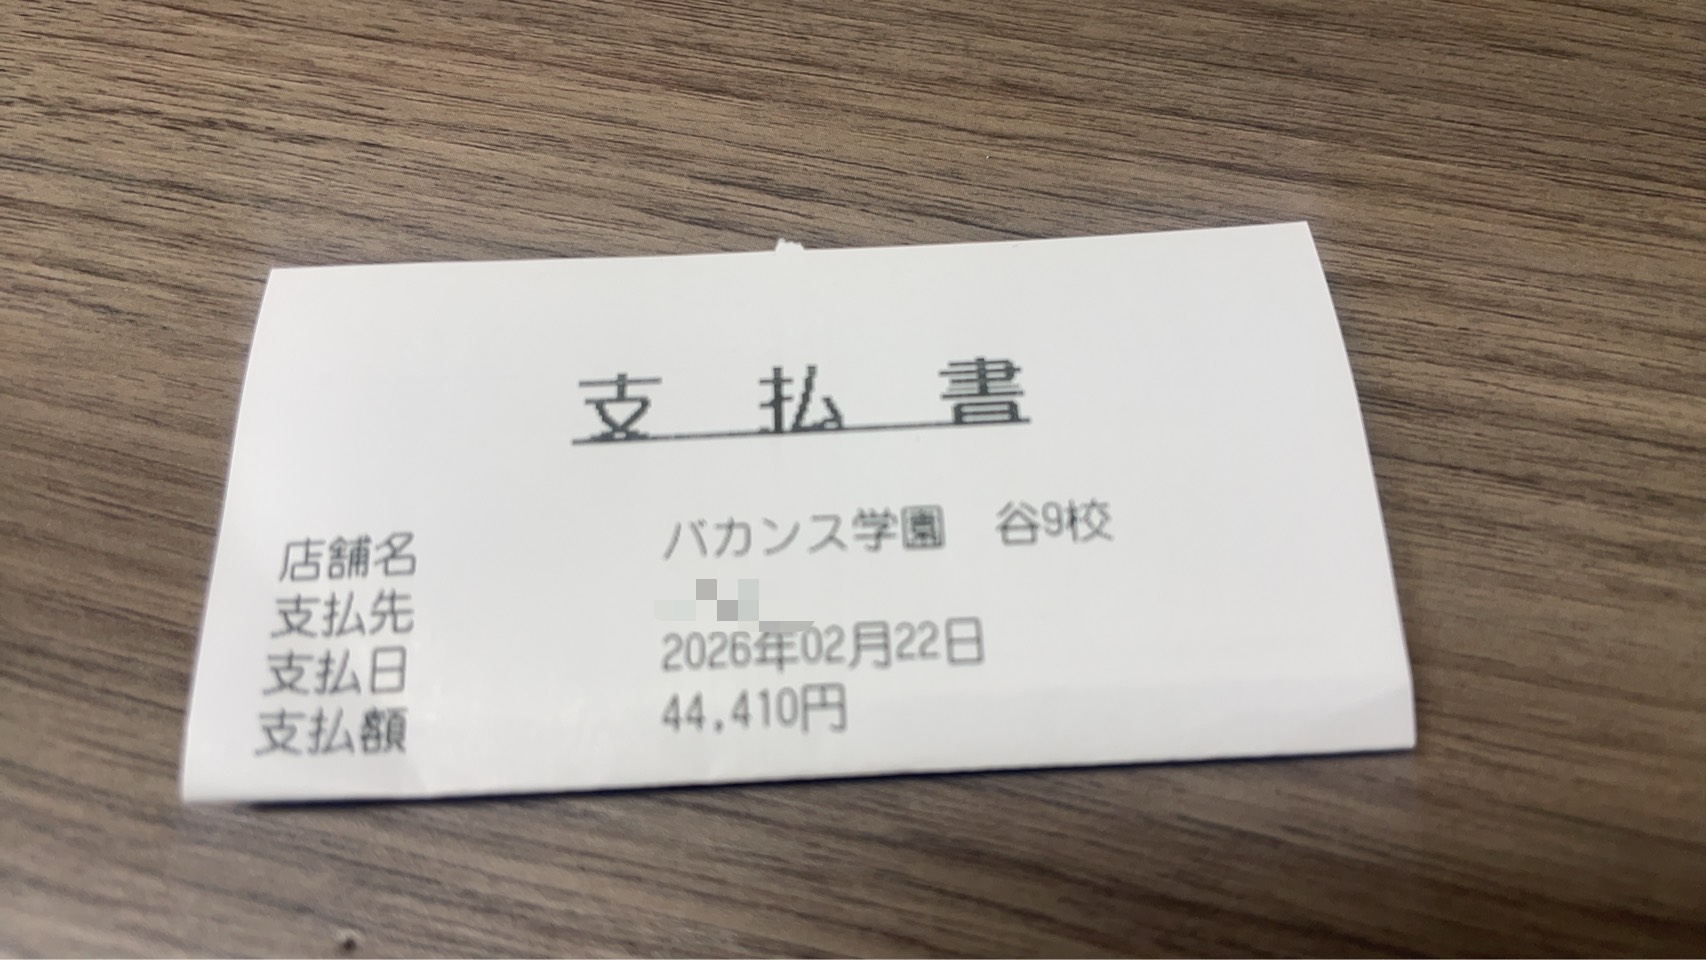 支払書
店舗名 バカンス学園 谷9校
支払先
支払日 2026年02月22日
支払額 44,410円